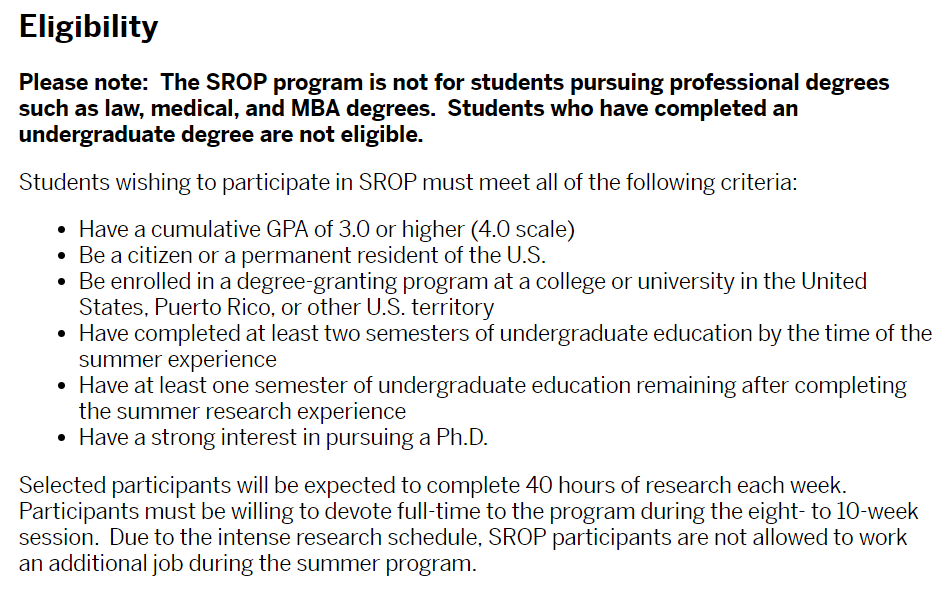 Eligibility
Please note:  The SROP program is not for students pursuing professional degrees
such as law, medical, and MBA degrees.  Students who have completed an
undergraduate degree are not eligible.
Students wishing to participate in SROP must meet all of the following criteria:
• Have a cumulative GPA of 3.0 or higher (4.0 scale)
• Be a citizen or a permanent resident of the U.S.
• Be enrolled in a degree-granting program at a college or university in the United
States, Puerto Rico, or other U.S. territory
• Have completed at least two semesters of undergraduate education by the time of the
summer experience
• Have at least one semester of undergraduate education remaining after completing
the summer research experience
• Have a strong interest in pursuing a Ph.D.
Selected participants will be expected to complete 40 hours of research each week.
Participants must be willing to devote full-time to the program during the eight- to 10-week
session.  Due to the intense research schedule, SROP participants are not allowed to work
an additional job during the summer program.